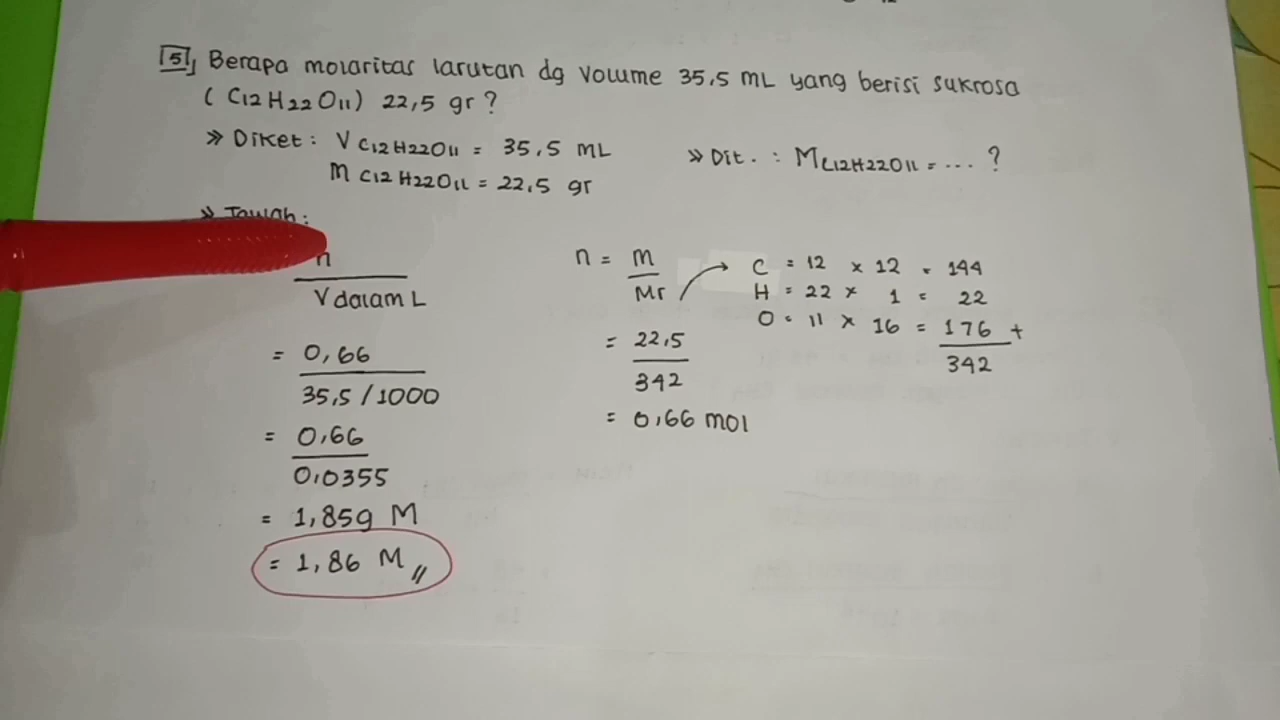 5, Berapa molaritas larutan dg volume 35,5 mL yang berisi sukrosa
(C12H22O11) 22,5 gr?
» Diket: V C12H22O11 = 35,5 mL
m C12H22O11 = 22,5 gr
» Dit. : M C12H22O11 = ... ?
» Jawab:
n
V dalam L
= 0,66
35,5 / 1000
= 0,66
0,0355
= 1,859 M
= 1,86 M //
n = m
Mr
= 22,5
342
= 0,66 mol
C = 12 x 12 = 144
H = 22 x 1 = 22
O = 11 x 16 = 176 +
342